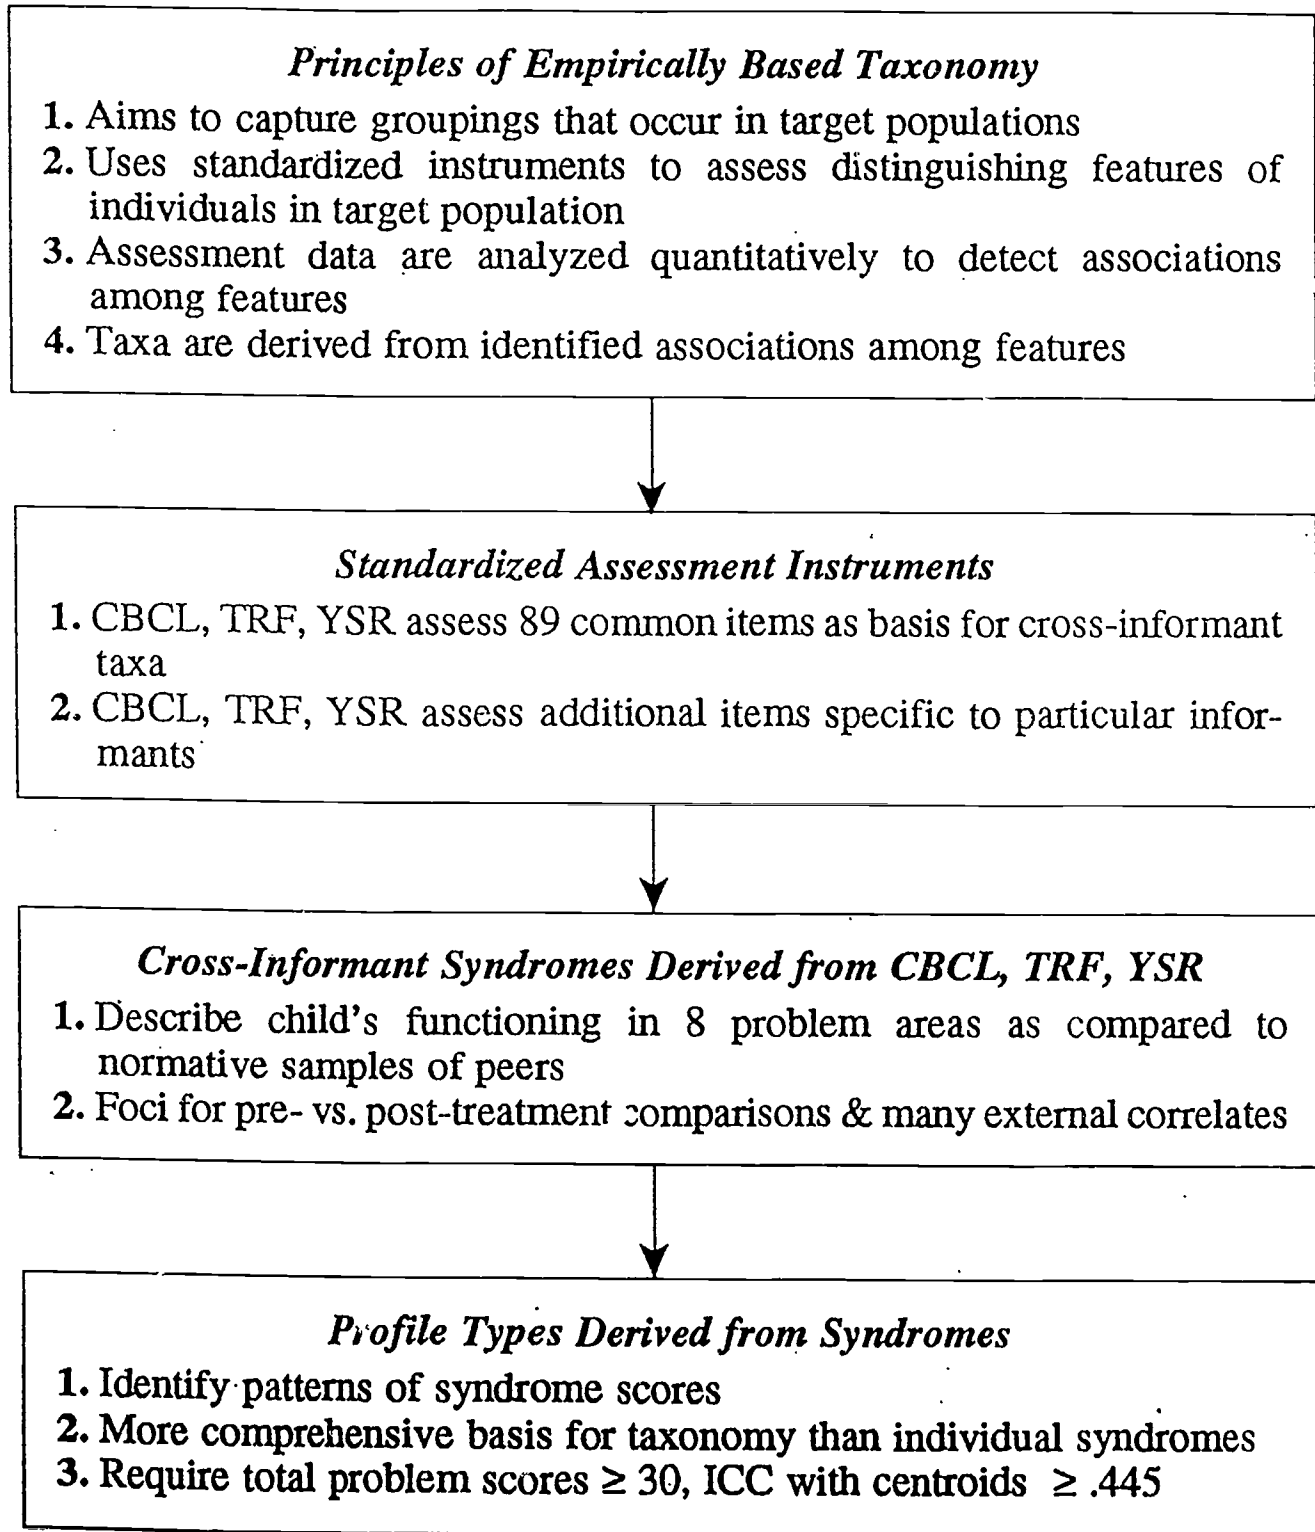 Principles of Empirically Based Taxonomy
1. Aims to capture groupings that occur in target populations
2. Uses standardized instruments to assess distinguishing features of
individuals in target population
3. Assessment data are analyzed quantitatively to detect associations
among features
4. Taxa are derived from identified associations among features
Standardized Assessment Instruments
1. CBCL, TRF, YSR assess 89 common items as basis for cross-informant
taxa
2. CBCL, TRF, YSR assess additional items specific to particular infor-
mants
Cross-Informant Syndromes Derived from CBCL, TRF, YSR
1. Describe child's functioning in 8 problem areas as compared to
normative samples of peers
2. Foci for pre- vs. post-treatment comparisons & many external correlates
Profile Types Derived from Syndromes
1. Identify patterns of syndrome scores
2. More comprehensive basis for taxonomy than individual syndromes
3. Require total problem scores ≥ 30, ICC with centroids ≥ .445